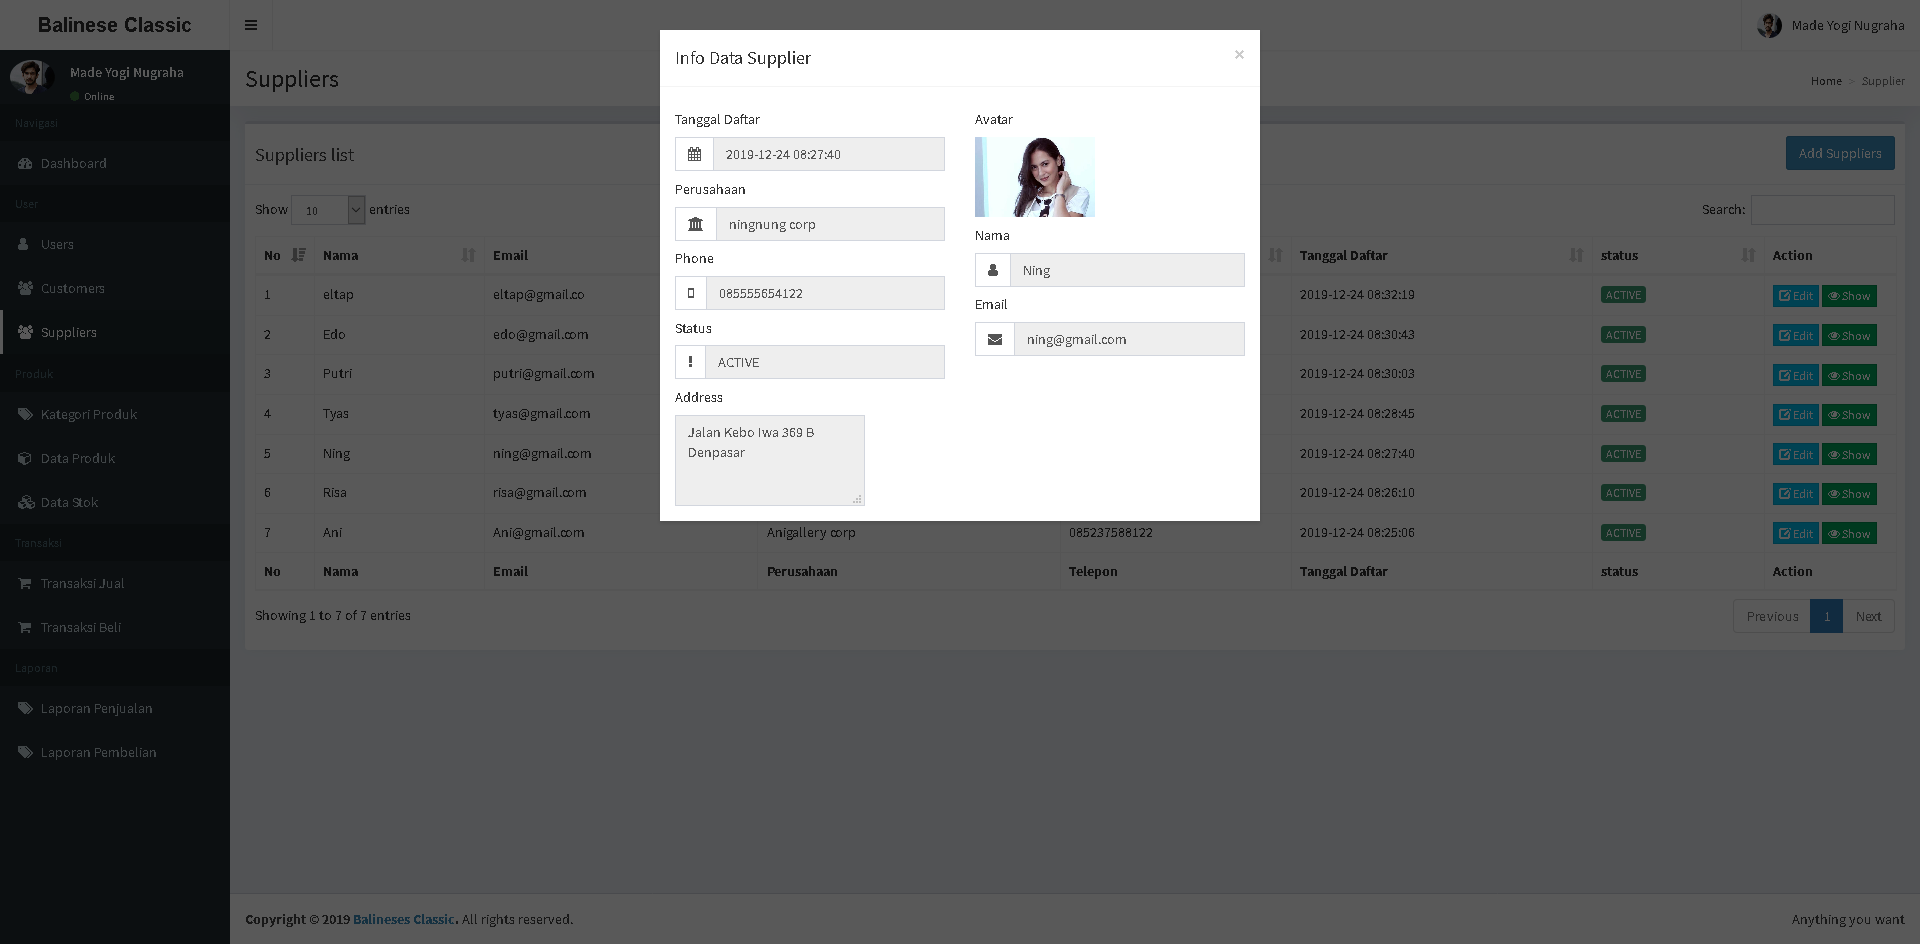 Balinese Classic
Made Yogi Nugraha
Made Yogi Nugraha
Online
Navigasi
Dashboard
User
Users
Customers
Suppliers
Produk
Kategori Produk
Data Produk
Data Stok
Transaksi
Transaksi Jual
Transaksi Beli
Laporan
Laporan Penjualan
Laporan Pembelian
Suppliers
Home > Supplier
Suppliers list
Add Suppliers
Show 10 entries
Search:
No Nama Email Tanggal Daftar status Action
1 eltap eltap@gmail.co 2019-12-24 08:32:19 ACTIVE Edit Show
2 Edo edo@gmail.com 2019-12-24 08:30:43 ACTIVE Edit Show
3 Putri putri@gmail.com 2019-12-24 08:30:03 ACTIVE Edit Show
4 Tyas tyas@gmail.com 2019-12-24 08:28:45 ACTIVE Edit Show
5 Ning ning@gmail.com 2019-12-24 08:27:40 ACTIVE Edit Show
6 Risa risa@gmail.com 2019-12-24 08:26:10 ACTIVE Edit Show
7 Ani Ani@gmail.com Anigallery corp 085237588122 2019-12-24 08:25:06 ACTIVE Edit Show
No Nama Email Perusahaan Telepon Tanggal Daftar status Action
Showing 1 to 7 of 7 entries
Previous 1 Next
Info Data Supplier ×
Tanggal Daftar
2019-12-24 08:27:40
Perusahaan
ningnung corp
Phone
085555654122
Status
ACTIVE
Address
Jalan Kebo Iwa 369 B
Denpasar
Avatar
Nama
Ning
Email
ning@gmail.com
Copyright © 2019 Balineses Classic. All rights reserved.
Anything you want